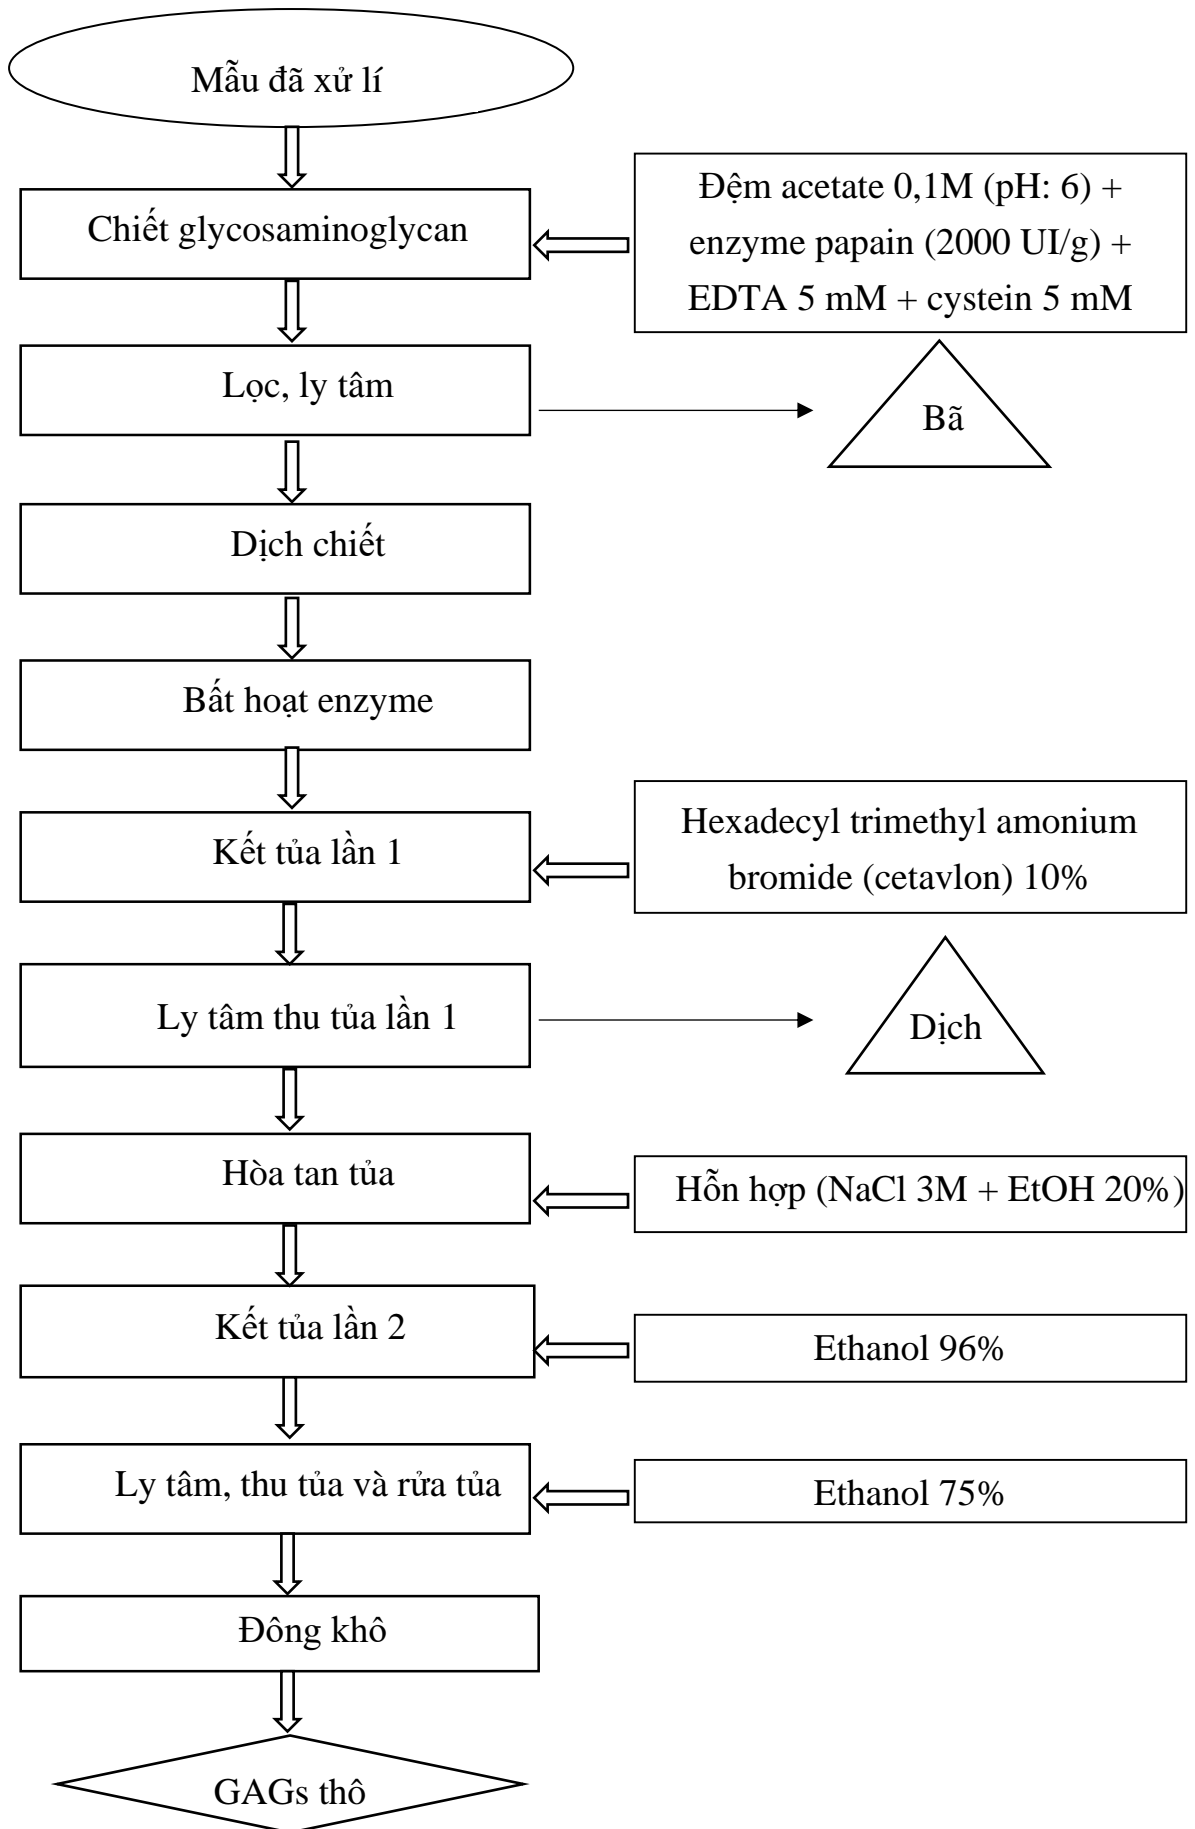 Mẫu đã xử lí
Chiết glycosaminoglycan
Đệm acetate 0,1M (pH: 6) +
enzyme papain (2000 UI/g) +
EDTA 5 mM + cystein 5 mM
Lọc, ly tâm
Bã
Dịch chiết
Bất hoạt enzyme
Kết tủa lần 1
Hexadecyl trimethyl amonium
bromide (cetavlon) 10%
Ly tâm thu tủa lần 1
Dịch
Hòa tan tủa
Hỗn hợp (NaCl 3M + EtOH 20%)
Kết tủa lần 2
Ethanol 96%
Ly tâm, thu tủa và rửa tủa
Ethanol 75%
Đông khô
GAGs thô